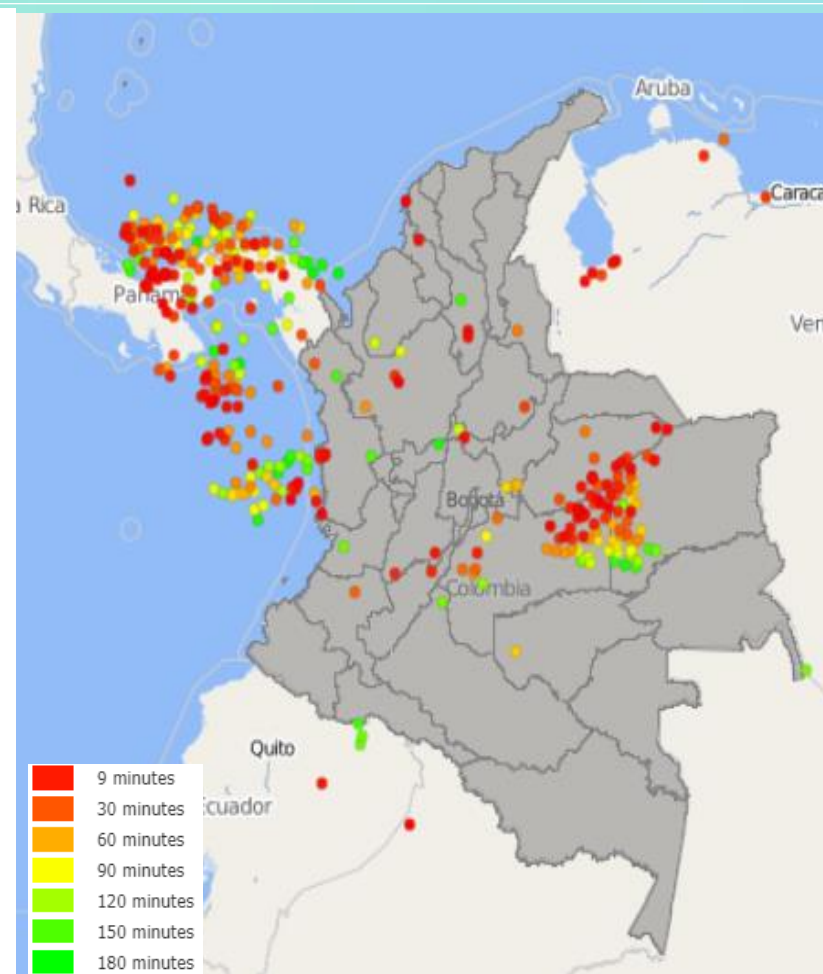 Aruba
Caraca
a Rica
Panam
Ven
Bogota
Colombia
Quito
Ecuador
9 minutes
30 minutes
60 minutes
90 minutes
120 minutes
150 minutes
180 minutes